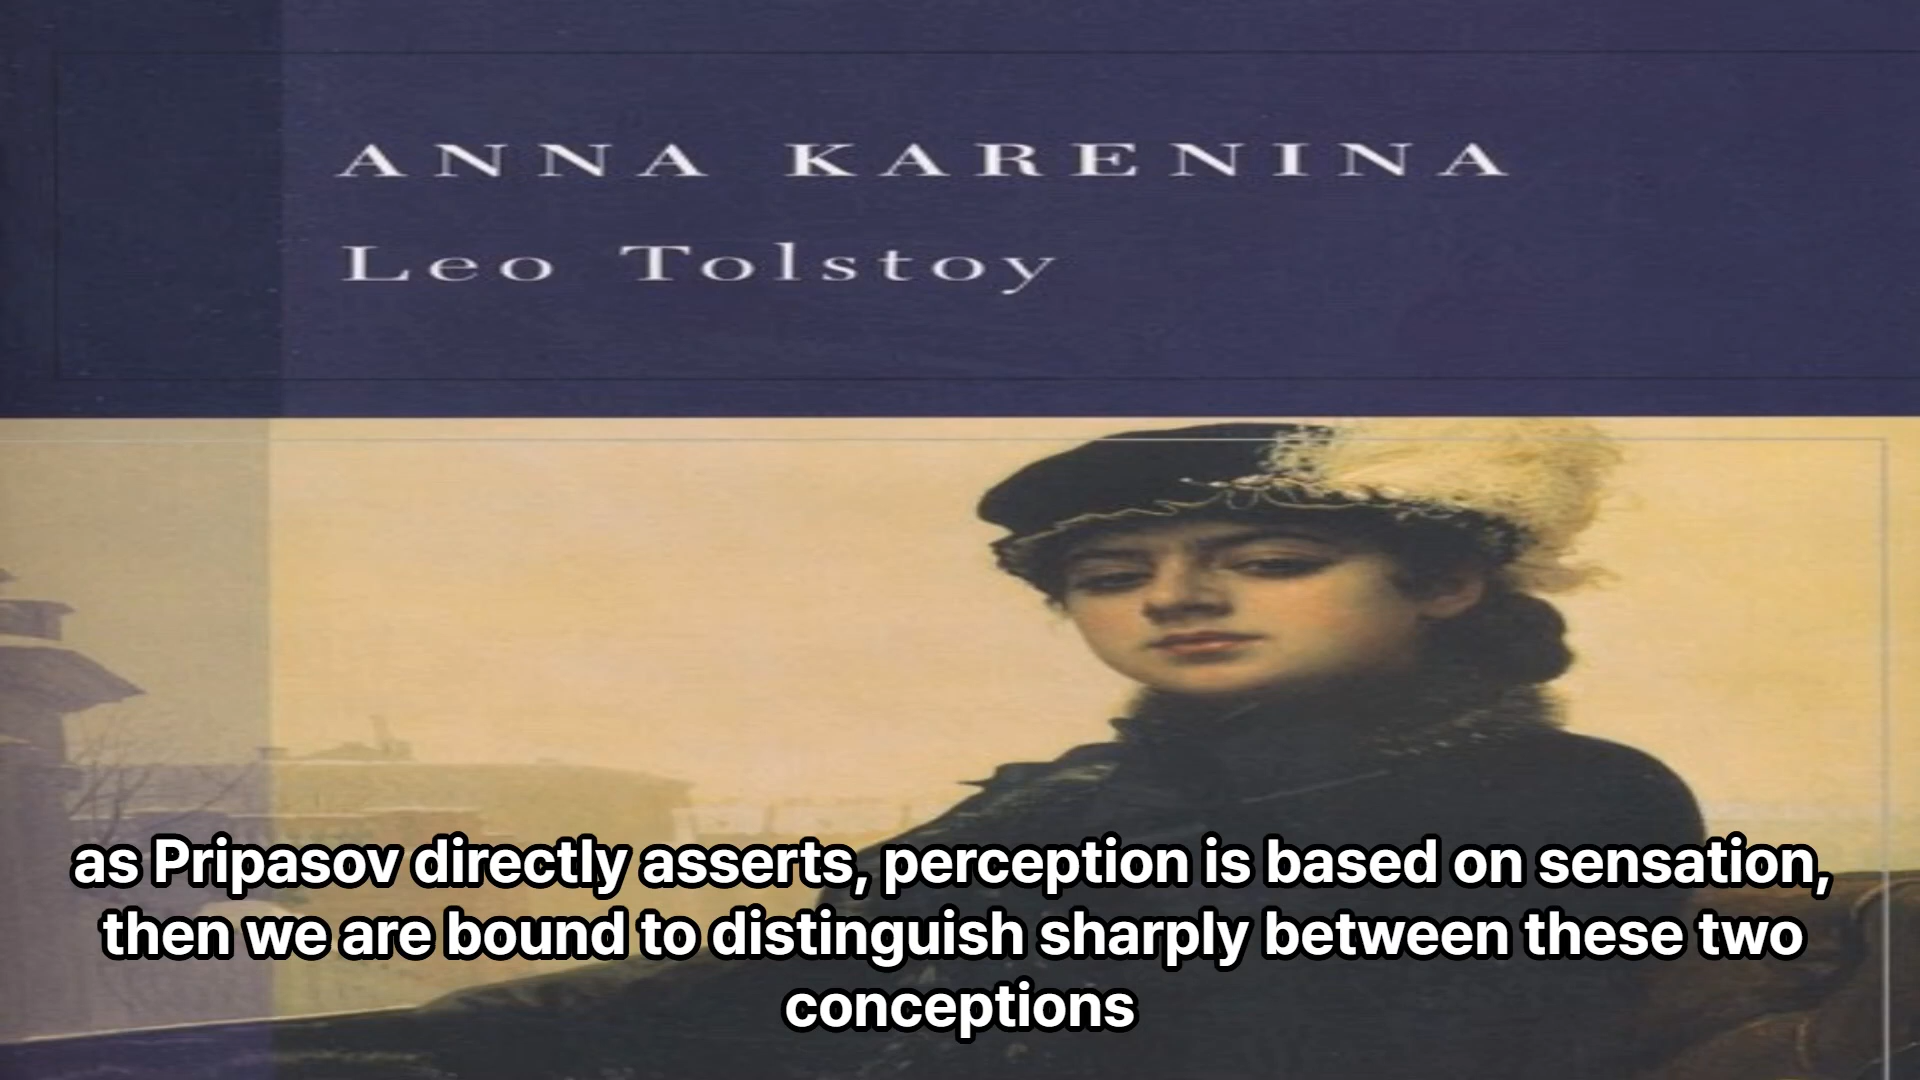 ANNA KARENINA
Leo Tolstoy
as Pripasov directly asserts, perception is based on sensation,
then we are bound to distinguish sharply between these two
conceptions